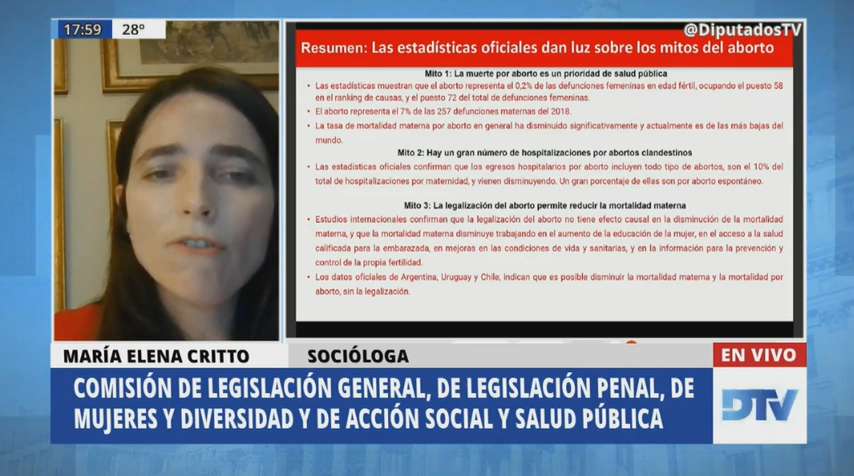 17:59 28°
@DiputadosTV
Resumen: Las estadísticas oficiales dan luz sobre los mitos del aborto
Mito 1: La muerte por aborto es un prioridad de salud pública
• Las estadísticas muestran que el aborto representa el 0,2% de las defunciones femeninas en edad fértil, ocupando el puesto 58
en el ranking de causas, y el puesto 72 del total de defunciones femeninas.
• El aborto representa el 7% de las 257 defunciones maternas del 2018.
• La tasa de mortalidad materna por aborto en general ha disminuido significativamente y actualmente es de las más bajas del
mundo.
Mito 2: Hay un gran número de hospitalizaciones por abortos clandestinos
• Las estadísticas oficiales confirman que los egresos hospitalarios por aborto incluyen todo tipo de abortos, son el 10% del
total de hospitalizaciones por maternidad, y vienen disminuyendo. Un gran porcentaje de ellas son por aborto espontáneo.
Mito 3: La legalización del aborto permite reducir la mortalidad materna
• Estudios internacionales confirman que la legalización del aborto no tiene efecto causal en la disminución de la mortalidad
materna, y que la mortalidad materna disminuye trabajando en el aumento de la educación de la mujer, en el acceso a la salud
calificada para la embarazada, en mejoras en las condiciones de vida y sanitarias, y en la información para la prevención y
control de la propia fertilidad.
• Los datos oficiales de Argentina, Uruguay y Chile, indican que es posible disminuir la mortalidad materna y la mortalidad por
aborto, sin la legalización.
MARÍA ELENA CRITTO
SOCIÓLOGA
EN VIVO
COMISIÓN DE LEGISLACIÓN GENERAL, DE LEGISLACIÓN PENAL, DE
MUJERES Y DIVERSIDAD Y DE ACCIÓN SOCIAL Y SALUD PÚBLICA
DTV